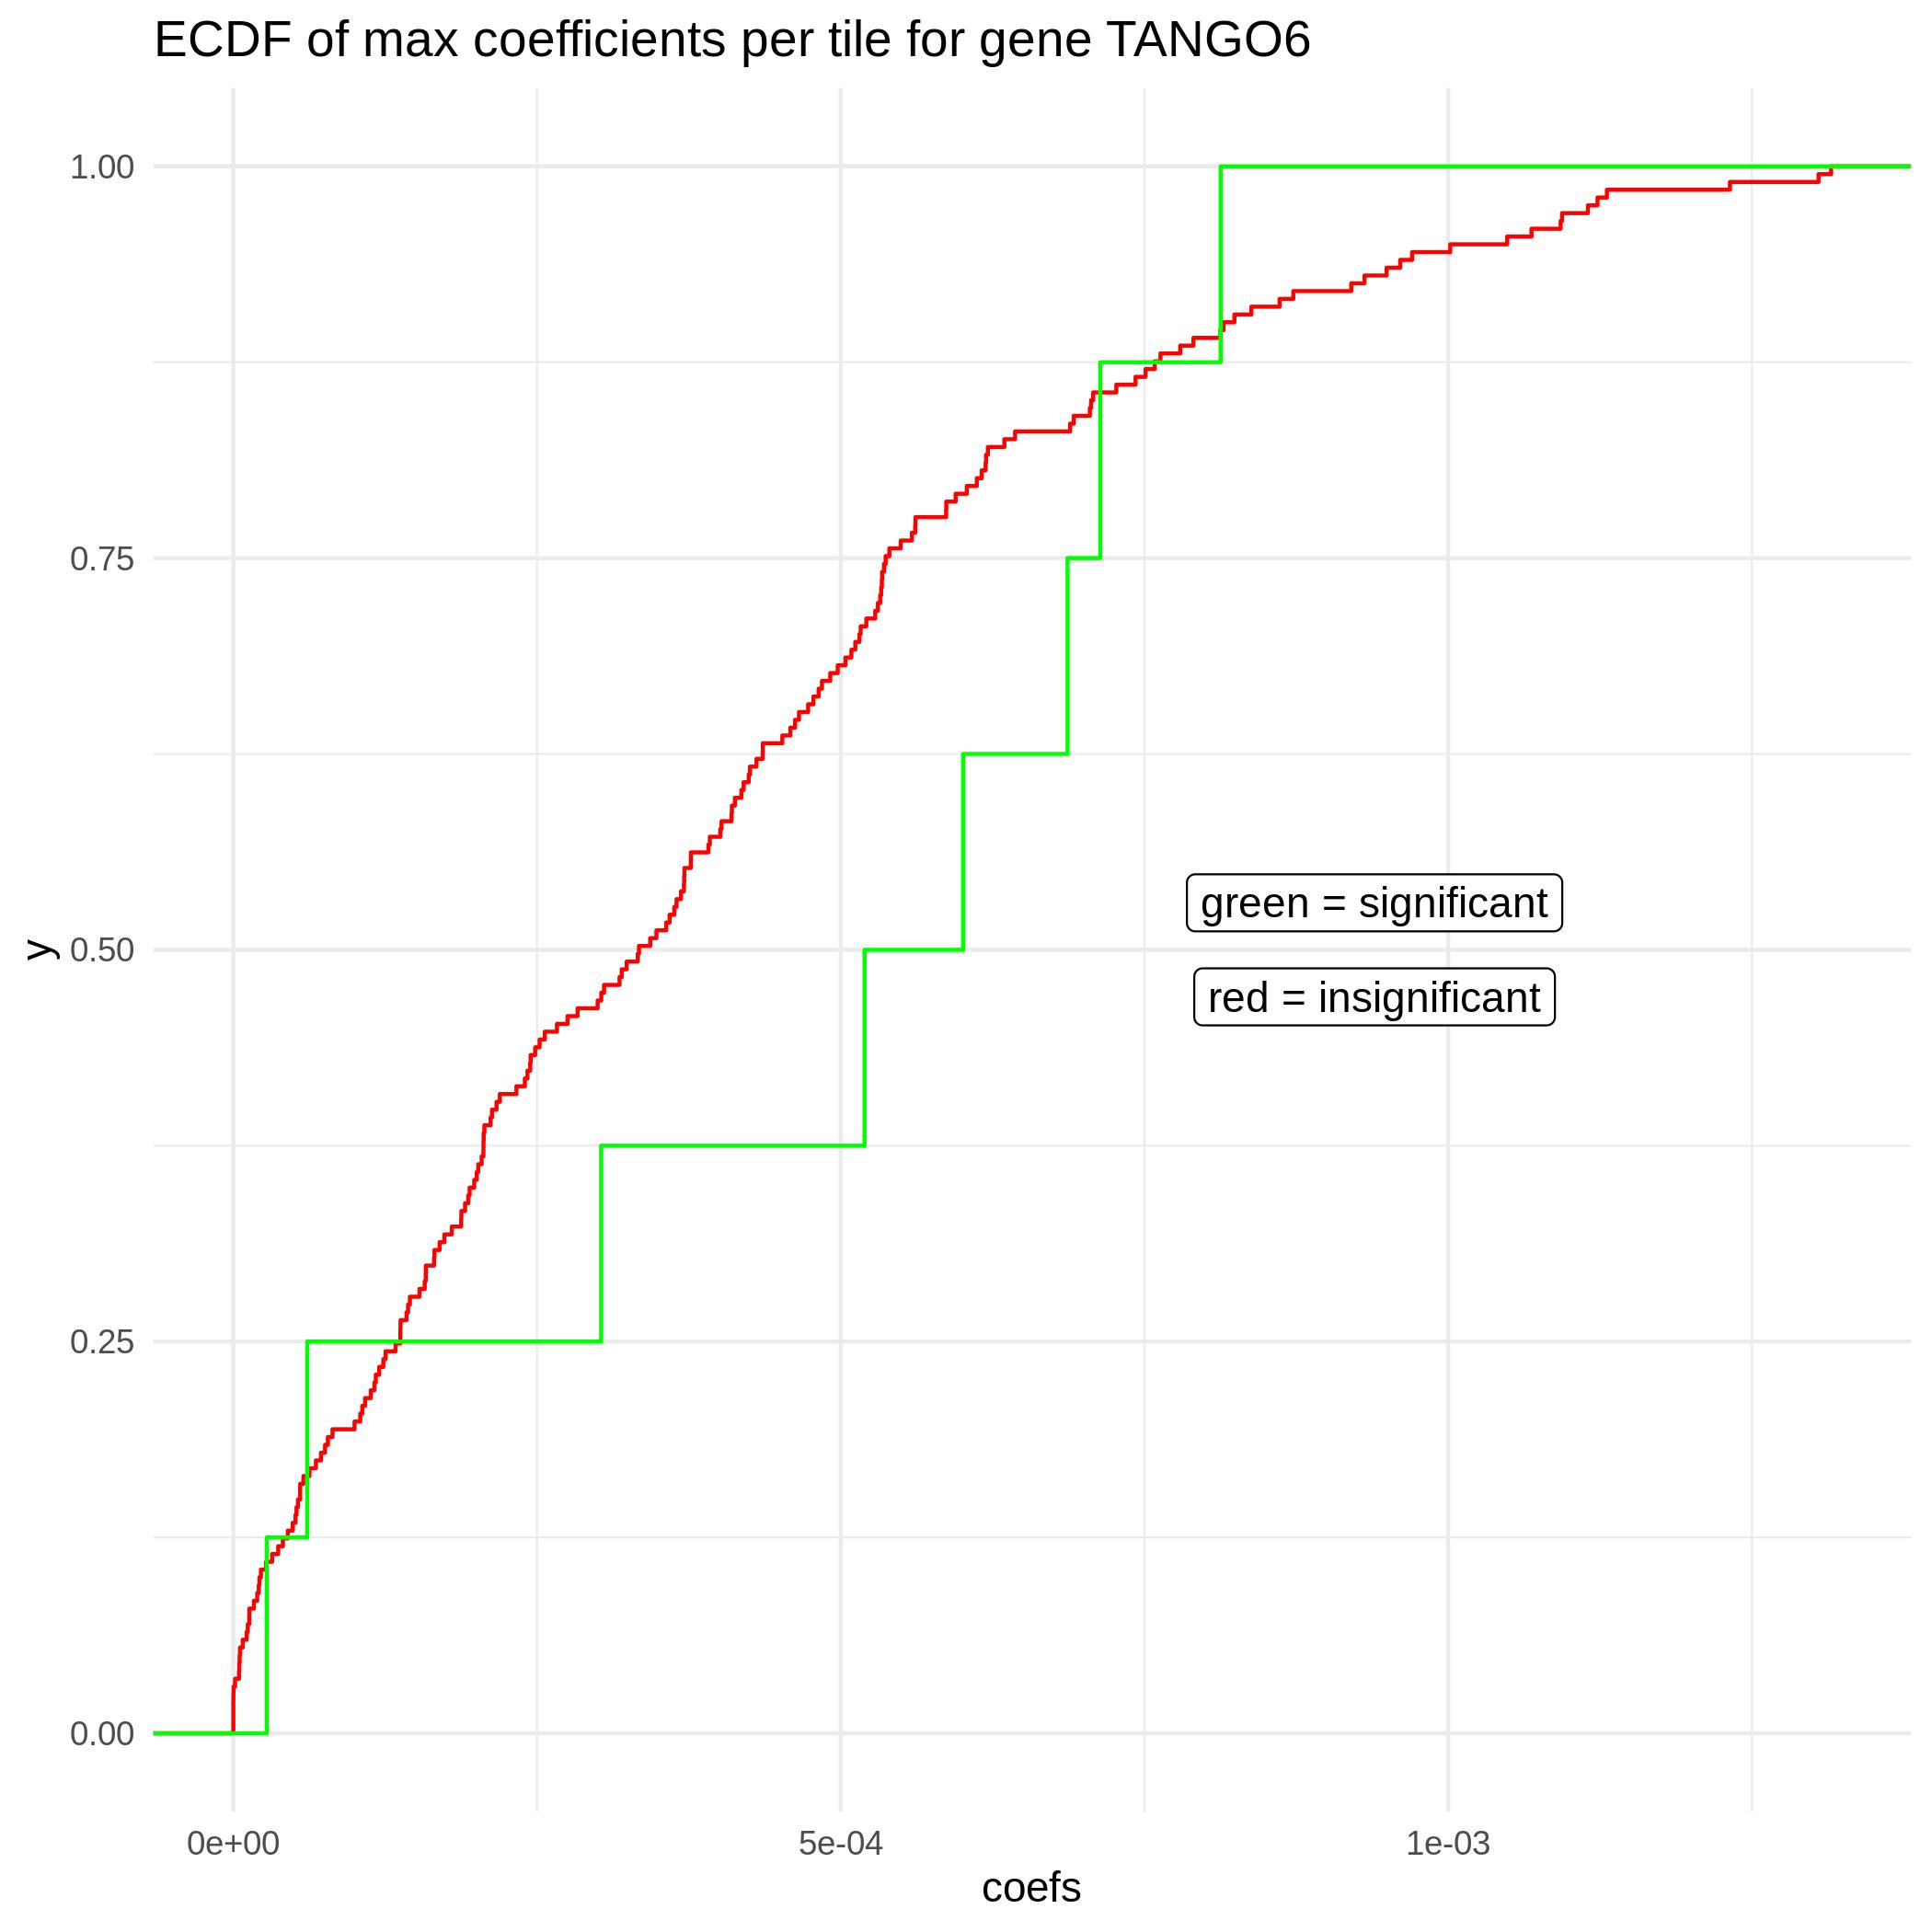 ECDF of max coefficients per tile for gene TANGO6
1.00
0.75
0.50
0.25
0.00
y
green = significant
red = insignificant
0e+00 5e-04 1e-03
coefs